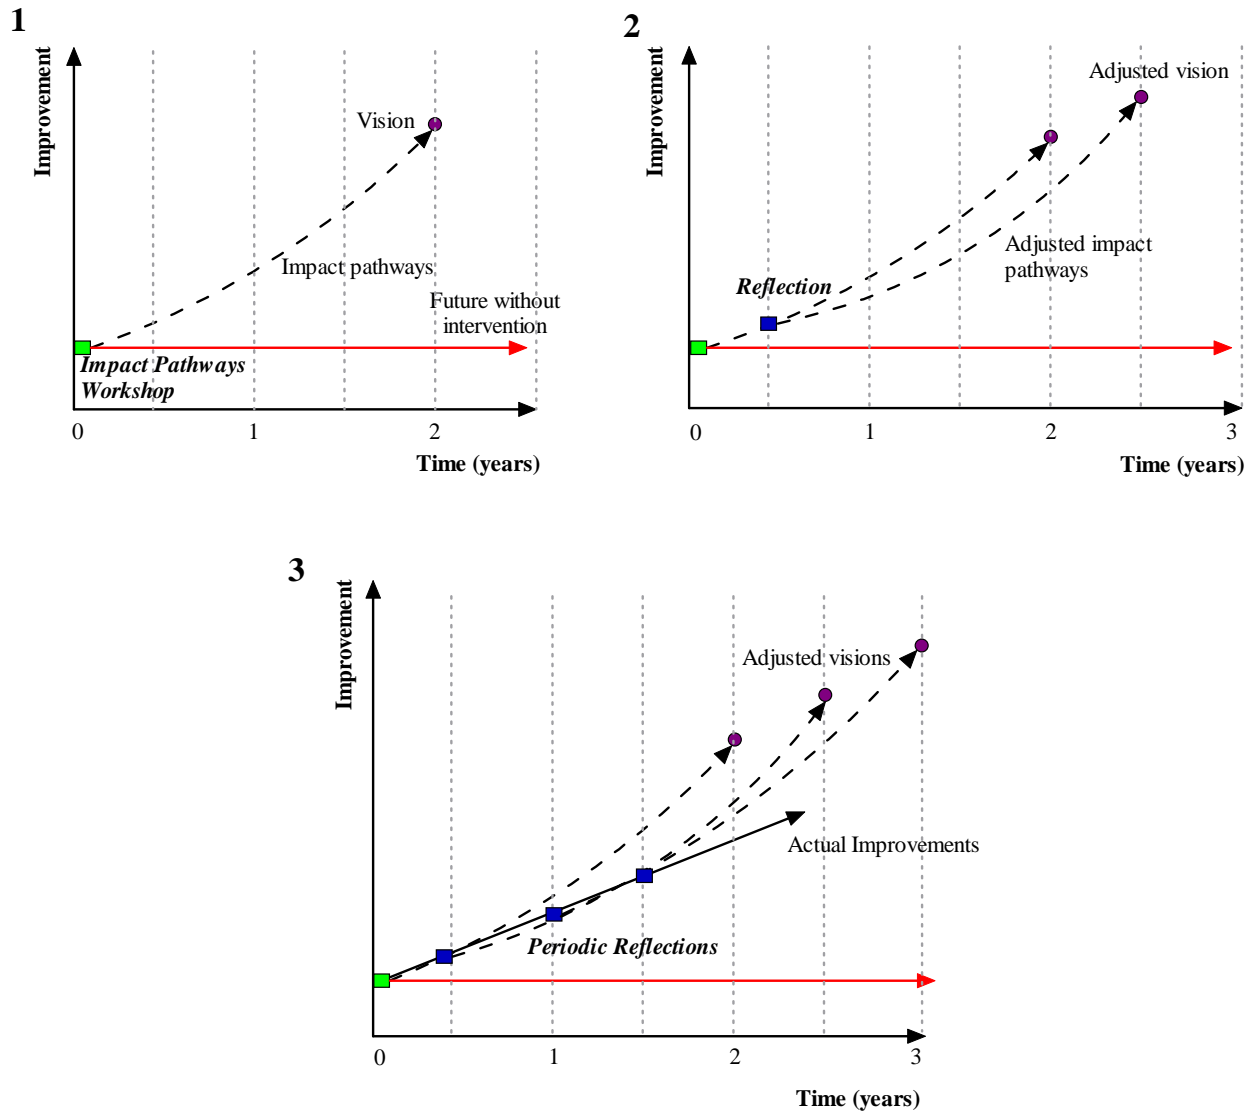 1
Improvement
Vision
Impact pathways
Future without
intervention
Impact Pathways
Workshop
0
1
2
Time (years)
2
Improvement
Adjusted vision
Adjusted impact
pathways
Reflection
0
1
2
3
Time (years)
3
Improvement
Adjusted visions
Actual Improvements
Periodic Reflections
0
1
2
3
Time (years)